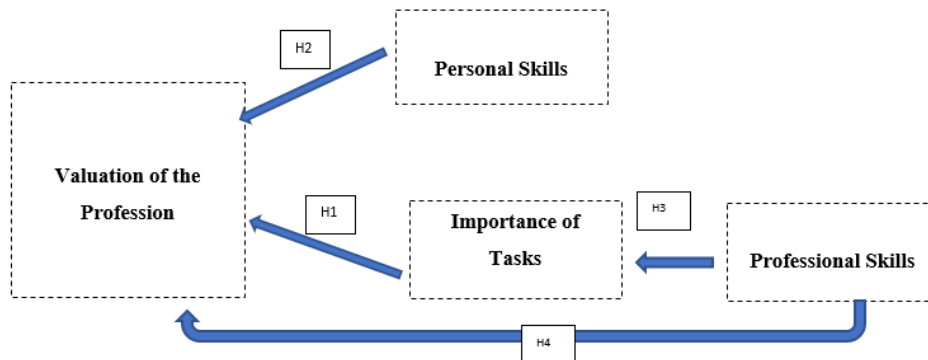 H2
Personal Skills
Valuation of the
Profession
H1
Importance of
Tasks
H3
Professional Skills
H4